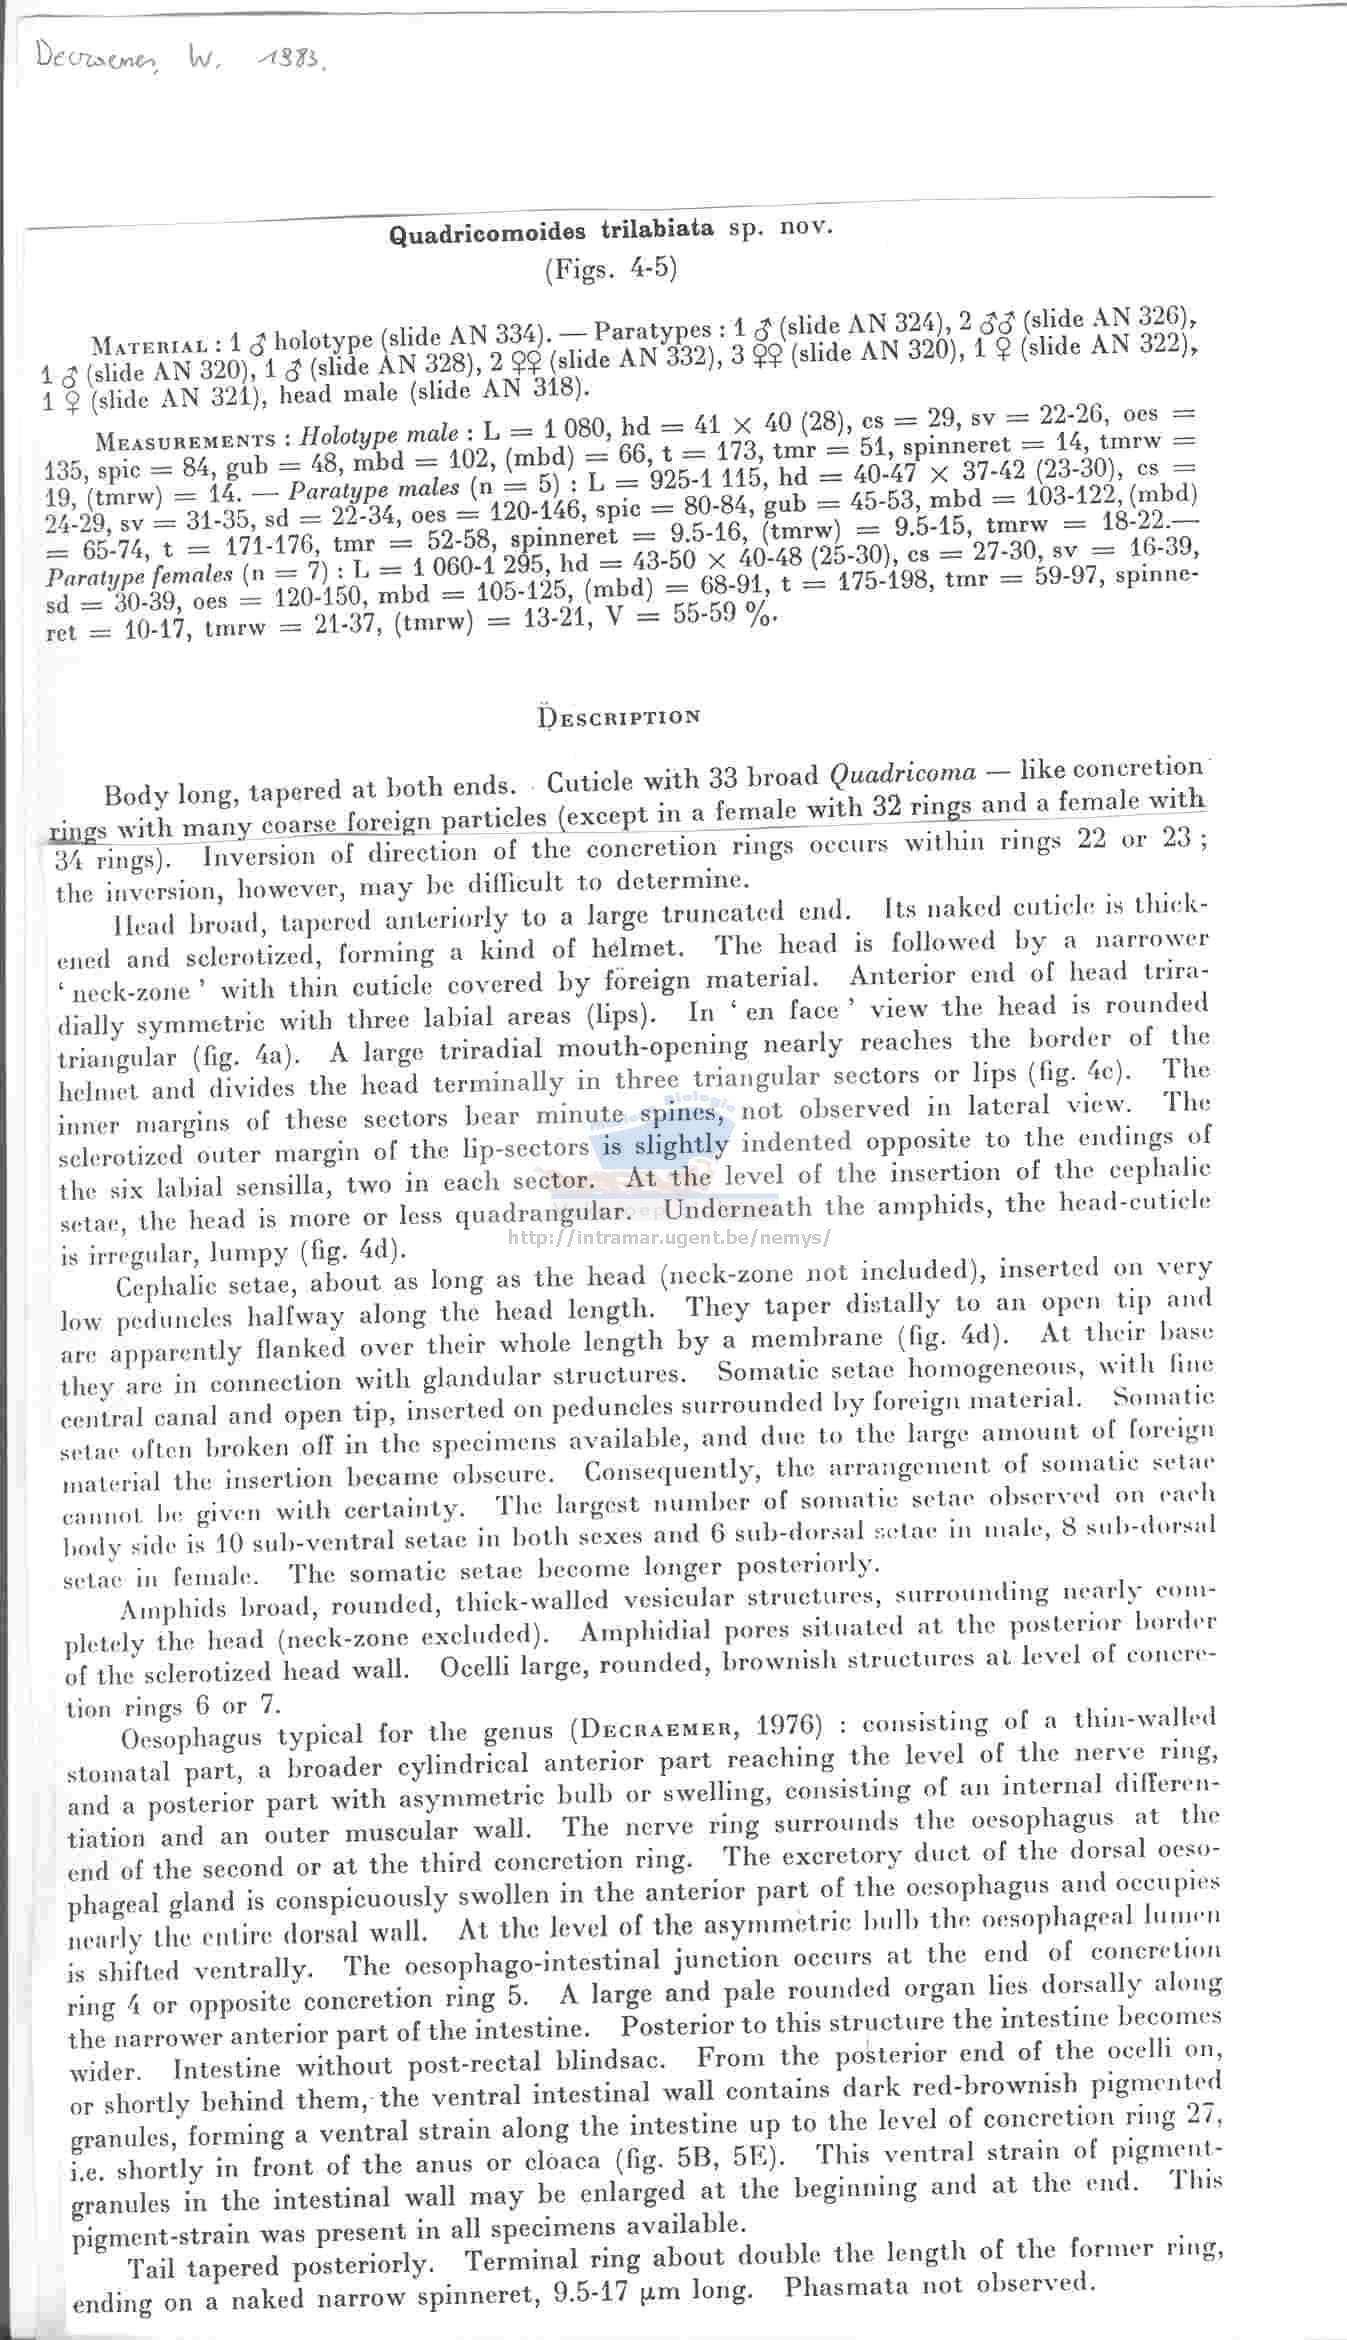 Decraemer, W. 1983.
Quadricomoides trilabiata sp. nov.
(Figs. 4-5)
MATERIAL : 1 ♂ holotype (slide AN 334). — Paratypes : 1 ♂ (slide AN 324), 2 ♂♂ (slide AN 326),
1 ♂ (slide AN 320), 1 ♂ (slide AN 328), 2 ♀♀ (slide AN 332), 3 ♀♀ (slide AN 320), 1 ♀ (slide AN 322),
1 ♀ (slide AN 321), head male (slide AN 318).
MEASUREMENTS : Holotype male : L = 1 080, hd = 41 × 40 (28), cs = 29, sv = 22-26, oes =
135, spic = 84, gub = 48, mbd = 102, (mbd) = 66, t = 173, tmr = 51, spinneret = 14, tmrw =
19, (tmrw) = 14. — Paratype males (n = 5) : L = 925-1 115, hd = 40-47 × 37-42 (23-30), cs =
24-29, sv = 31-35, sd = 22-34, oes = 120-146, spic = 80-84, gub = 45-53, mbd = 103-122, (mbd)
= 65-74, t = 171-176, tmr = 52-58, spinneret = 9.5-16, (tmrw) = 9.5-15, tmrw = 18-22.—
Paratype females (n = 7) : L = 1 060-1 295, hd = 43-50 × 40-48 (25-30), cs = 27-30, sv = 16-39,
sd = 30-39, oes = 120-150, mbd = 105-125, (mbd) = 68-91, t = 175-198, tmr = 59-97, spinne-
ret = 10-17, tmrw = 21-37, (tmrw) = 13-21, V = 55-59 %.
DESCRIPTION
Body long, tapered at both ends. Cuticle with 33 broad Quadricoma — like concretion
rings with many coarse foreign particles (except in a female with 32 rings and a female with
34 rings). Inversion of direction of the concretion rings occurs within rings 22 or 23 ;
the inversion, however, may be difficult to determine.
Head broad, tapered anteriorly to a large truncated end. Its naked cuticle is thick-
ened and sclerotized, forming a kind of helmet. The head is followed by a narrower
‘ neck-zone ’ with thin cuticle covered by foreign material. Anterior end of head trira-
dially symmetric with three labial areas (lips). In ‘ en face ’ view the head is rounded
triangular (fig. 4a). A large triradial mouth-opening nearly reaches the border of the
helmet and divides the head terminally in three triangular sectors or lips (fig. 4c). The
inner margins of these sectors bear minute spines, not observed in lateral view. The
sclerotized outer margin of the lip-sectors is slightly indented opposite to the endings of
the six labial sensilla, two in each sector. At the level of the insertion of the cephalic
setae, the head is more or less quadrangular. Underneath the amphids, the head-cuticle
http://intramar.ugent.be/nemys/
is irregular, lumpy (fig. 4d).
Cephalic setae, about as long as the head (neck-zone not included), inserted on very
low peduncles halfway along the head length. They taper distally to an open tip and
are apparently flanked over their whole length by a membrane (fig. 4d). At their base
they are in connection with glandular structures. Somatic setae homogeneous, with fine
central canal and open tip, inserted on peduncles surrounded by foreign material. Somatic
setae often broken off in the specimens available, and due to the large amount of foreign
material the insertion became obscure. Consequently, the arrangement of somatic setae
cannot be given with certainty. The largest number of somatic setae observed on each
body side is 10 sub-ventral setae in both sexes and 6 sub-dorsal setae in male, 8 sub-dorsal
setae in female. The somatic setae become longer posteriorly.
Amphids broad, rounded, thick-walled vesicular structures, surrounding nearly com-
pletely the head (neck-zone excluded). Amphidial pores situated at the posterior border
of the sclerotized head wall. Ocelli large, rounded, brownish structures at level of concre-
tion rings 6 or 7.
Oesophagus typical for the genus (DECRAEMER, 1976) : consisting of a thin-walled
stomatal part, a broader cylindrical anterior part reaching the level of the nerve ring,
and a posterior part with asymmetric bulb or swelling, consisting of an internal differen-
tiation and an outer muscular wall. The nerve ring surrounds the oesophagus at the
end of the second or at the third concretion ring. The excretory duct of the dorsal oeso-
phageal gland is conspicuously swollen in the anterior part of the oesophagus and occupies
nearly the entire dorsal wall. At the level of the asymmetric bulb the oesophageal lumen
is shifted ventrally. The oesophago-intestinal junction occurs at the end of concretion
ring 4 or opposite concretion ring 5. A large and pale rounded organ lies dorsally along
the narrower anterior part of the intestine. Posterior to this structure the intestine becomes
wider. Intestine without post-rectal blindsac. From the posterior end of the ocelli on,
or shortly behind them, the ventral intestinal wall contains dark red-brownish pigmented
granules, forming a ventral strain along the intestine up to the level of concretion ring 27,
i.e. shortly in front of the anus or cloaca (fig. 5B, 5E). This ventral strain of pigment-
granules in the intestinal wall may be enlarged at the beginning and at the end. This
pigment-strain was present in all specimens available.
Tail tapered posteriorly. Terminal ring about double the length of the former ring,
ending on a naked narrow spinneret, 9.5-17 μm long. Phasmata not observed.